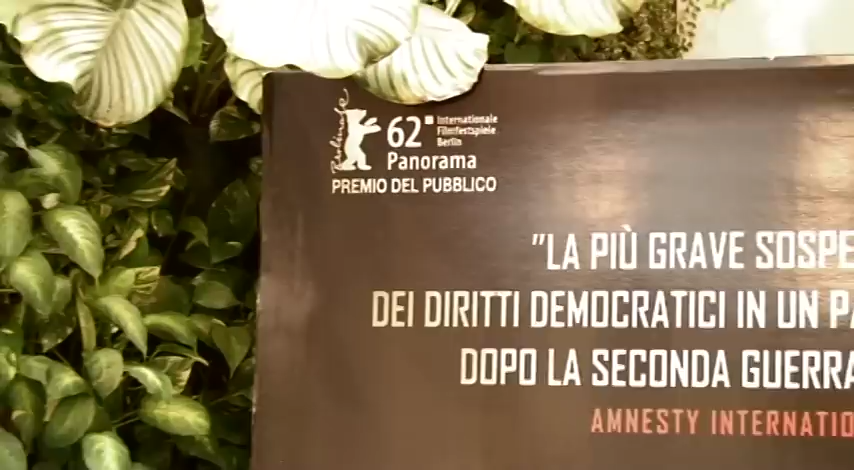 Berlinale
62 Internationale
Filmfestspiele
Berlin
Panorama
PREMIO DEL PUBBLICO
"LA PIÙ GRAVE SOSPE
DEI DIRITTI DEMOCRATICI IN UN PA
DOPO LA SECONDA GUERRA
AMNESTY INTERNATIO